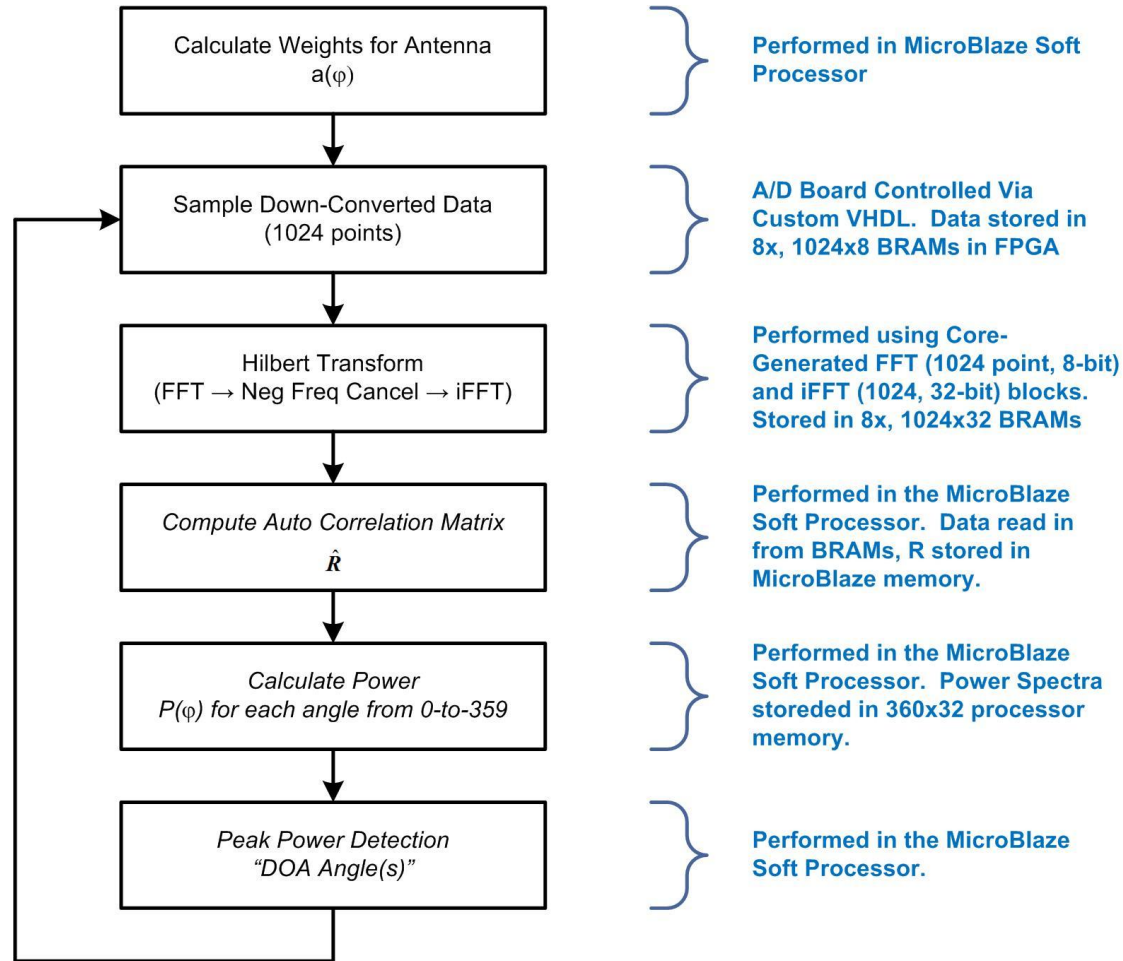 Calculate Weights for Antenna
a(φ)
Performed in MicroBlaze Soft
Processor
Sample Down-Converted Data
(1024 points)
A/D Board Controlled Via
Custom VHDL.  Data stored in
8x, 1024x8 BRAMs in FPGA
Hilbert Transform
(FFT → Neg Freq Cancel → iFFT)
Performed using Core-
Generated FFT (1024 point, 8-bit)
and iFFT (1024, 32-bit) blocks.
Stored in 8x, 1024x32 BRAMs
Compute Auto Correlation Matrix
R̂
Performed in the MicroBlaze
Soft Processor.  Data read in
from BRAMs, R stored in
MicroBlaze memory.
Calculate Power
P(φ) for each angle from 0-to-359
Performed in the MicroBlaze
Soft Processor.  Power Spectra
storeded in 360x32 processor
memory.
Peak Power Detection
“DOA Angle(s)”
Performed in the MicroBlaze
Soft Processor.